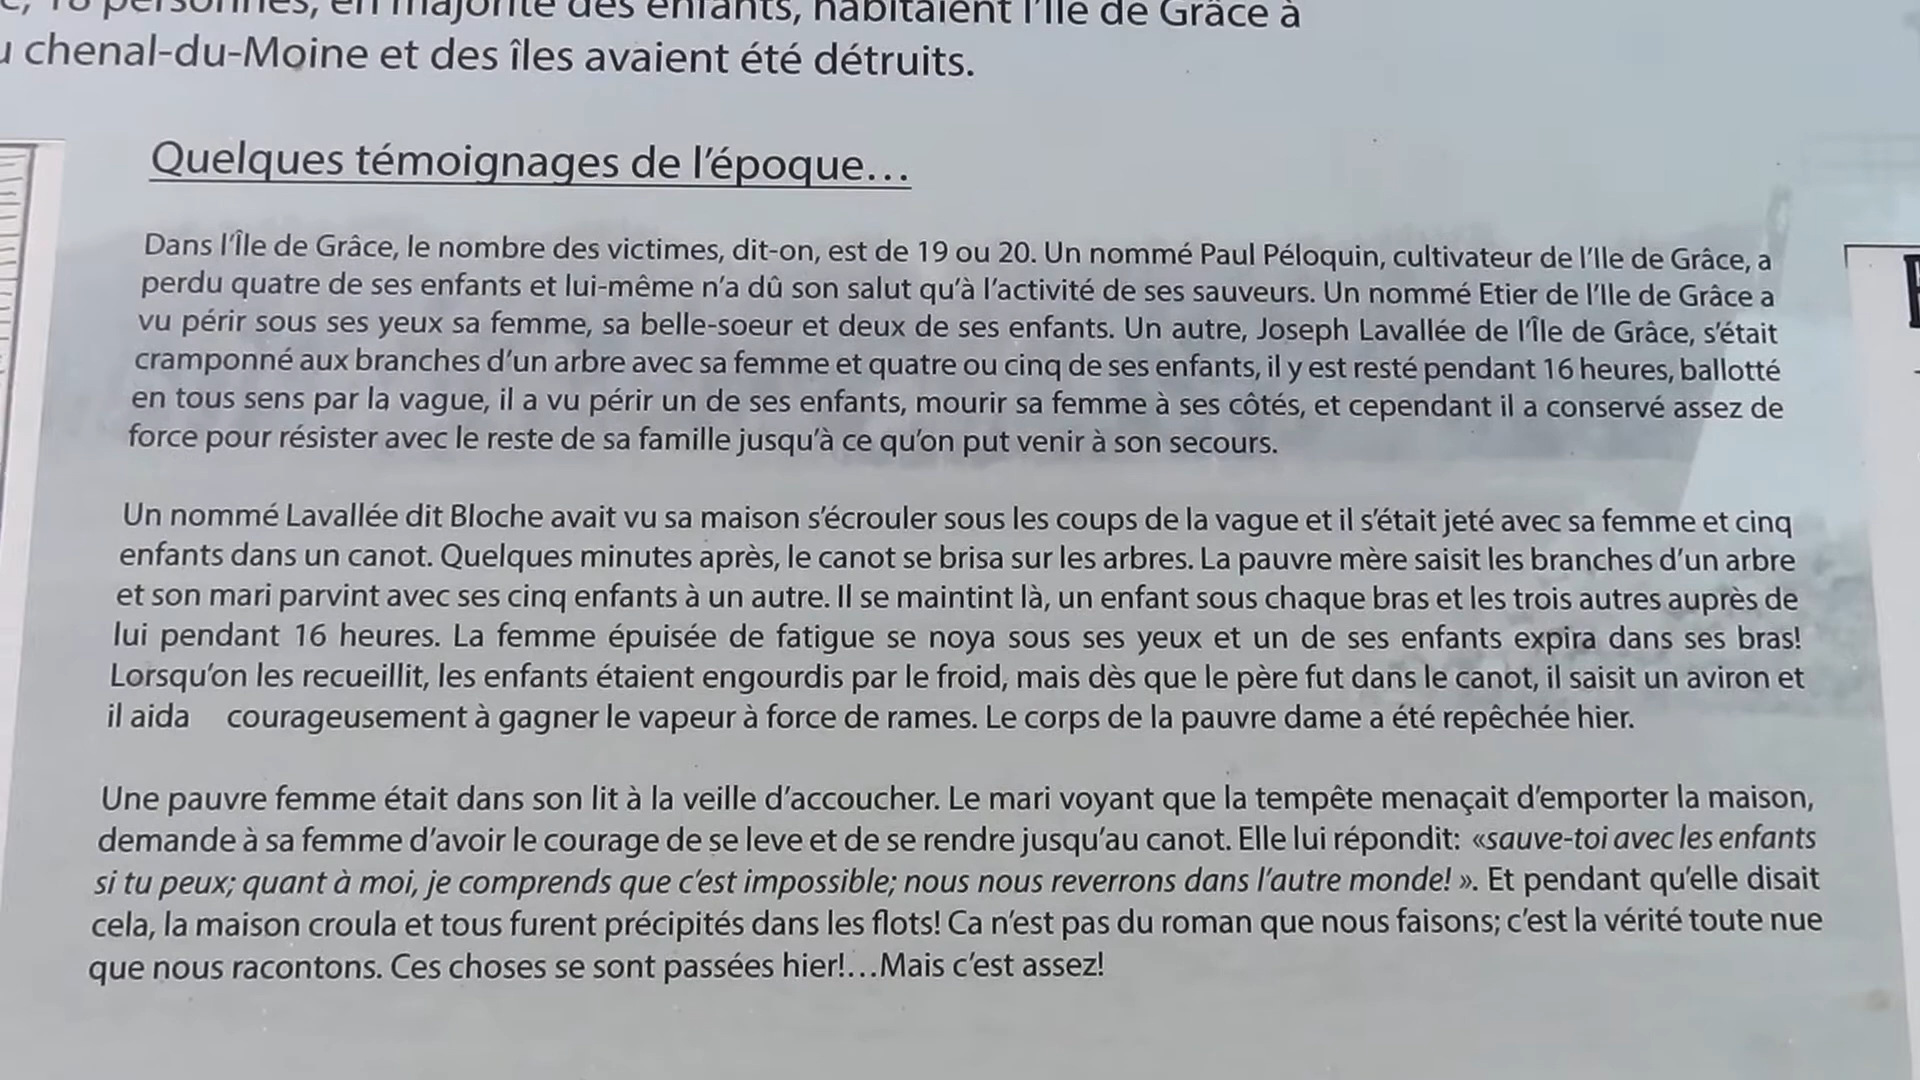 18 personnes, en majorité des enfants, habitaient l'Île de Grâce à
chenal-du-Moine et des îles avaient été détruits.
Quelques témoignages de l'époque...
Dans l'Île de Grâce, le nombre des victimes, dit-on, est de 19 ou 20. Un nommé Paul Péloquin, cultivateur de l'Ile de Grâce, a
perdu quatre de ses enfants et lui-même n'a dû son salut qu'à l'activité de ses sauveurs. Un nommé Etier de l'Ile de Grâce a
vu périr sous ses yeux sa femme, sa belle-soeur et deux de ses enfants. Un autre, Joseph Lavallée de l'Île de Grâce, s'était
cramponné aux branches d'un arbre avec sa femme et quatre ou cinq de ses enfants, il y est resté pendant 16 heures, ballotté
en tous sens par la vague, il a vu périr un de ses enfants, mourir sa femme à ses côtés, et cependant il a conservé assez de
force pour résister avec le reste de sa famille jusqu'à ce qu'on put venir à son secours.
Un nommé Lavallée dit Bloche avait vu sa maison s'écrouler sous les coups de la vague et il s'était jeté avec sa femme et cinq
enfants dans un canot. Quelques minutes après, le canot se brisa sur les arbres. La pauvre mère saisit les branches d'un arbre
et son mari parvint avec ses cinq enfants à un autre. Il se maintint là, un enfant sous chaque bras et les trois autres auprès de
lui pendant 16 heures. La femme épuisée de fatigue se noya sous ses yeux et un de ses enfants expira dans ses bras!
Lorsqu'on les recueillit, les enfants étaient engourdis par le froid, mais dès que le père fut dans le canot, il saisit un aviron et
il aida courageusement à gagner le vapeur à force de rames. Le corps de la pauvre dame a été repêchée hier.
Une pauvre femme était dans son lit à la veille d'accoucher. Le mari voyant que la tempête menaçait d'emporter la maison,
demande à sa femme d'avoir le courage de se leve et de se rendre jusqu'au canot. Elle lui répondit: «sauve-toi avec les enfants
si tu peux; quant à moi, je comprends que c'est impossible; nous nous reverrons dans l'autre monde! ». Et pendant qu'elle disait
cela, la maison croula et tous furent précipités dans les flots! Ca n'est pas du roman que nous faisons; c'est la vérité toute nue
que nous racontons. Ces choses se sont passées hier!...Mais c'est assez!